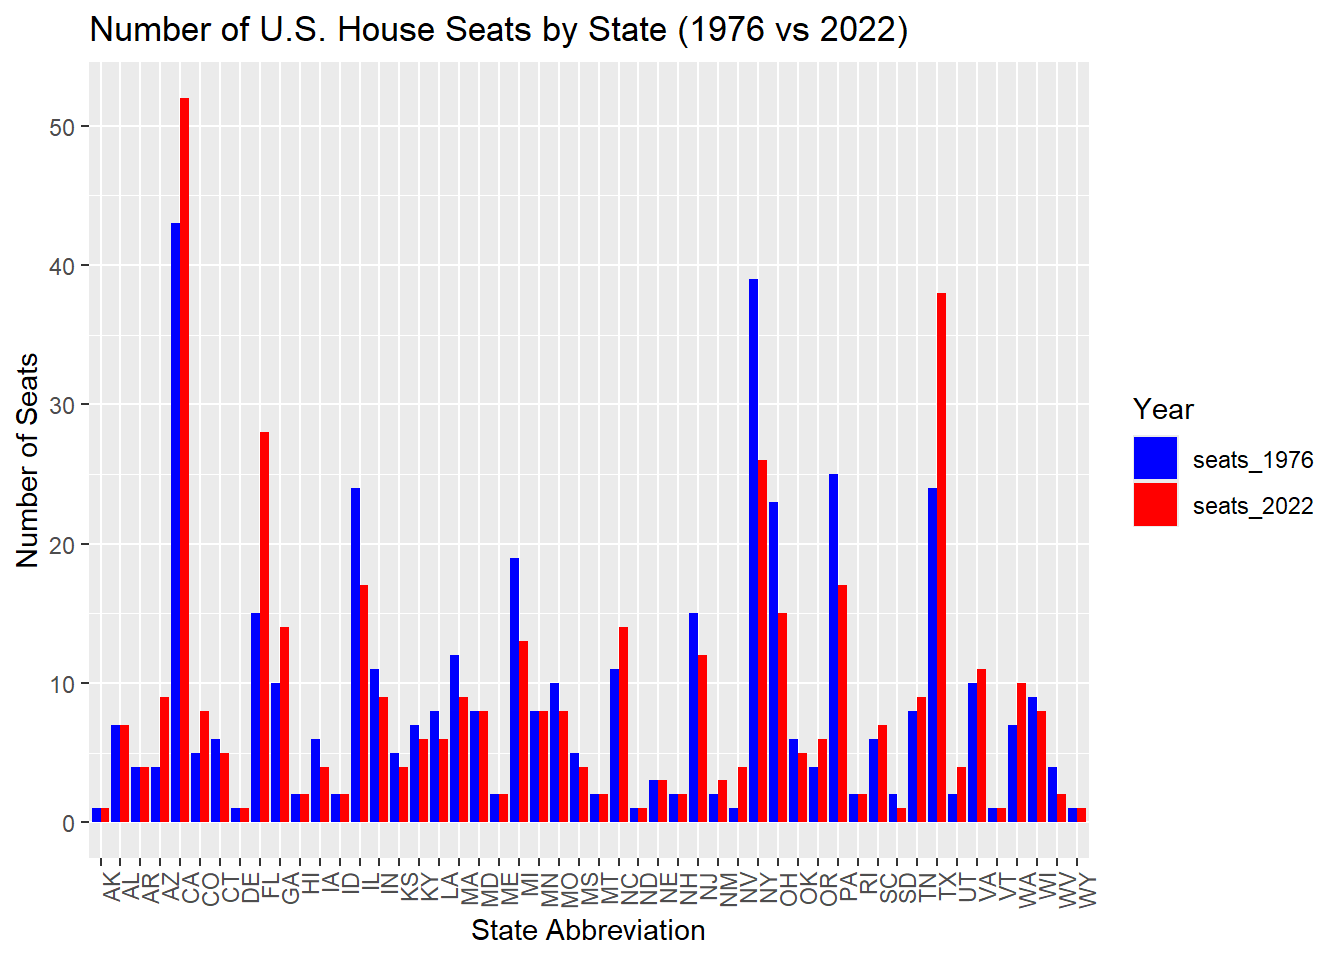 Number of U.S. House Seats by State (1976 vs 2022)
50
40
30
20
10
0
Number of Seats
AK AL AR AZ CA CO CT DE FL GA HI IA ID IL IN KS KY LA MA MD ME MI MN MO MS MT NC ND NE NH NJ NM NV NY OH OK OR PA RI SC SD TN TX UT VA VT WA WI WV WY
State Abbreviation
Year
seats_1976
seats_2022